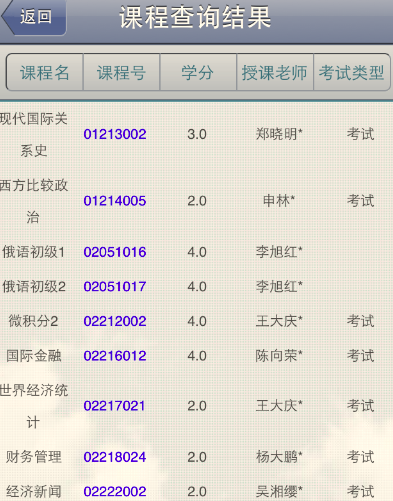 返回
课程查询结果
课程名 课程号 学分 授课老师 考试类型
现代国际关
系史 01213002 3.0 郑晓明* 考试
西方比较政
治 01214005 2.0 申林* 考试
俄语初级1 02051016 4.0 李旭红*
俄语初级2 02051017 4.0 李旭红*
微积分2 02212002 4.0 王大庆* 考试
国际金融 02216012 4.0 陈向荣* 考试
世界经济统
计 02217021 2.0 王大庆* 考试
财务管理 02218024 2.0 杨大鹏* 考试
经济新闻 02222002 2.0 吴湘缨* 考试